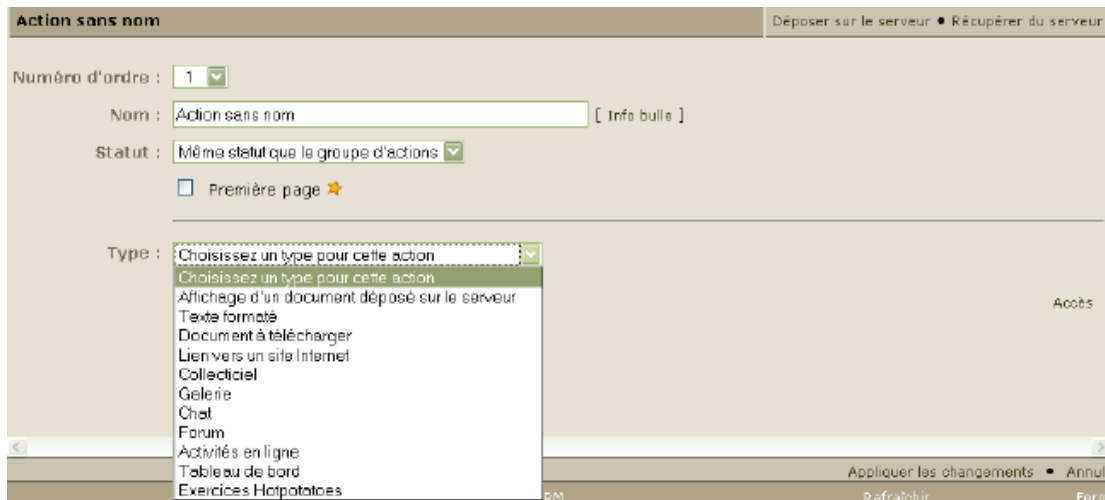 Action sans nom
Déposer sur le serveur • Récupérer du serveur
Numéro d'ordre : 1
Nom : Action sans nom [ Info bulle ]
Statut : Même statut que le groupe d'actions
Première page
Type : Choisissez un type pour cette action
Choisissez un type pour cette action
Affichage d'un document déposé sur le serveur
Texte formaté
Document à télécharger
Lien vers un site Internet
Collecticiel
Galerie
Chat
Forum
Activités en ligne
Tableau de bord
Exercices Hotpotatoes
Accès
Appliquer les changements • Annul
Rafraîchir